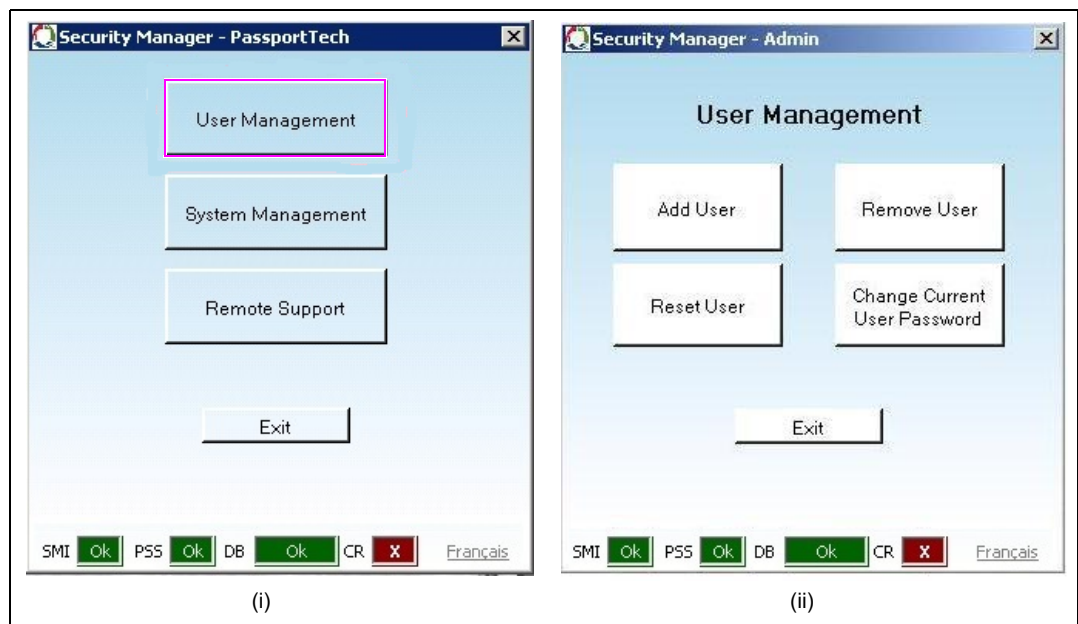 Security Manager - PassportTech
User Management
System Management
Remote Support
Exit
SMI Ok PSS Ok DB Ok CR X Français
(i)
Security Manager - Admin
User Management
Add User
Remove User
Reset User
Change Current
User Password
Exit
SMI Ok PSS Ok DB Ok CR X Français
(ii)